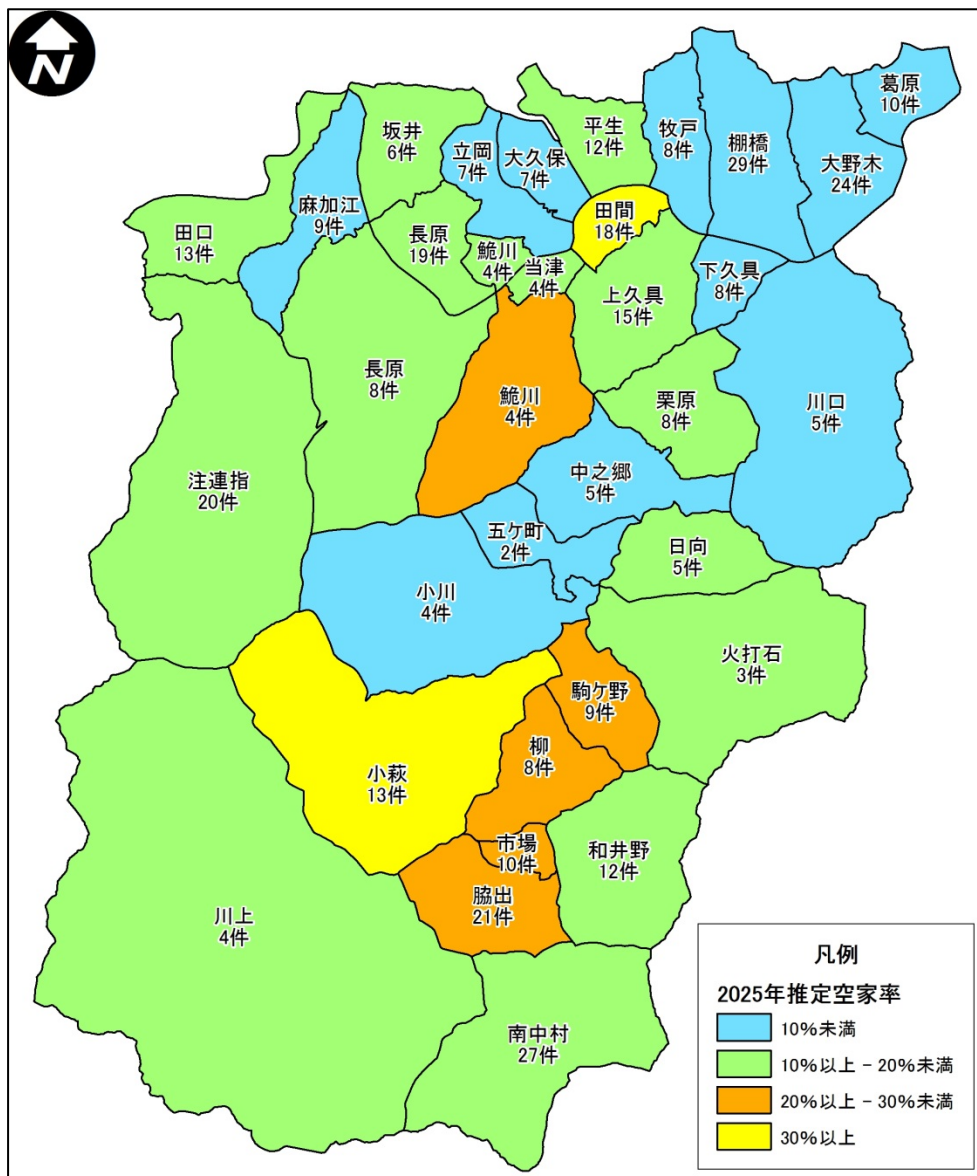 N
葛原
10件
坂井
6件
平生
12件
牧戸
8件
棚橋
29件
大野木
24件
立岡
7件
大久保
7件
麻加江
9件
田口
13件
長原
19件
田間
18件
鮠川
4件
当津
4件
下久具
8件
上久具
15件
長原
8件
鮠川
4件
栗原
8件
川口
5件
注連指
20件
中之郷
5件
五ケ町
2件
日向
5件
小川
4件
火打石
3件
駒ケ野
9件
柳
8件
小萩
13件
市場
10件
和井野
12件
脇出
21件
川上
4件
南中村
27件
凡例
2025年推定空家率
10%未満
10%以上 - 20%未満
20%以上 - 30%未満
30%以上